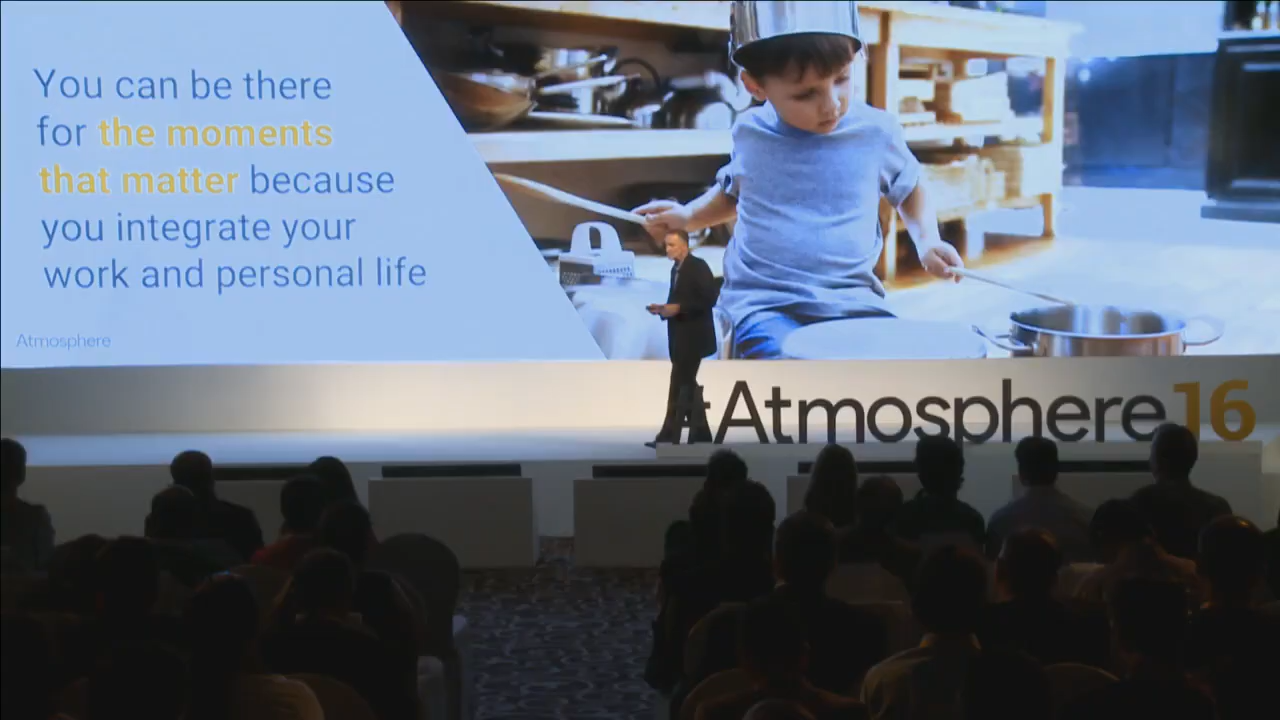 You can be there
for the moments
that matter because
you integrate your
work and personal life
Atmosphere
#Atmosphere16